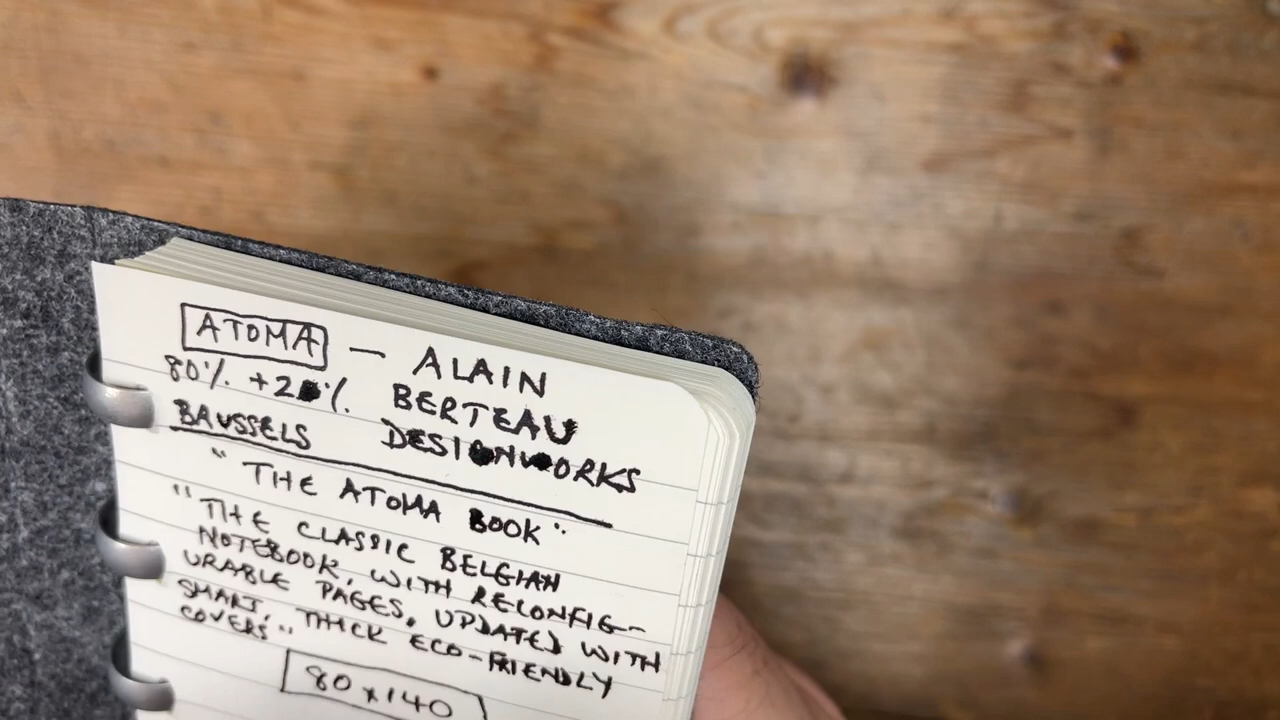 ATOMA — ALAIN
80% + 20% BERTEAU
BRUSSELS DESIGNWORKS
"THE ATOMA BOOK"
"THE CLASSIC BELGIAN
NOTEBOOK, WITH RECONFIG-
URABLE PAGES, UPDATED WITH
SMART, THICK ECO-FRIENDLY
COVERS"
80 x 140